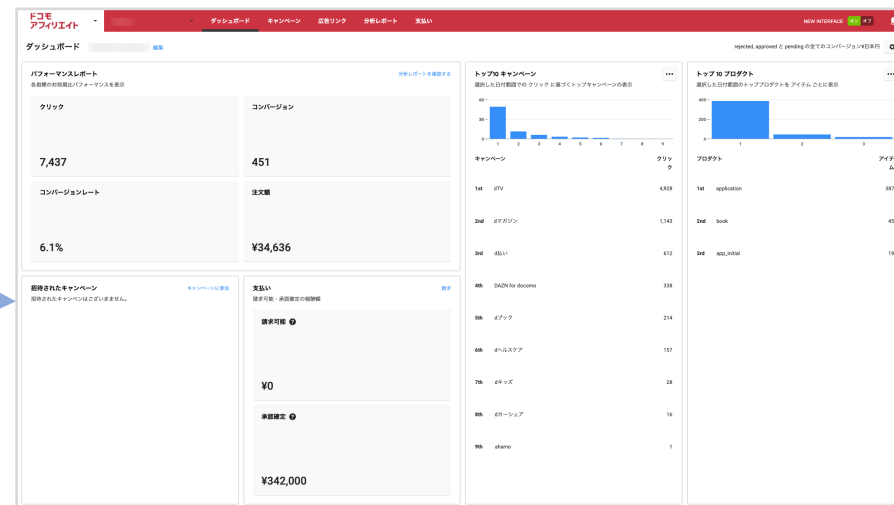 ドコモ
アフィリエイト
ダッシュボード キャンペーン 広告リンク 分析レポート 支払い
NEW INTERFACE オン オフ
ダッシュボード 編集
rejected, approved と pending の全てのコンバージョン¥日本円
パフォーマンスレポート 分析レポートを確認する
各指標の対前期比パフォーマンスを表示
クリック
7,437
コンバージョン
451
コンバージョンレート
6.1%
注文額
¥34,636
招待されたキャンペーン キャンペーンに参加
招待されたキャンペンはございまません。
支払い 請求
請求可能・承認確定の報酬額
請求可能
¥0
承認確定
¥342,000
トップ10 キャンペーン
選択した日付範囲での クリック に基づくトップキャンペーンの表示
6K
3K
0
1 2 3 4 5 6 7 8 9
キャンペーン クリック
1st dTV 4,928
2nd dマガジン 1,143
3rd d払い 612
4th DAZN for docomo 338
5th dブック 214
6th dヘルスケア 157
7th dキッズ 28
8th dカーシェア 16
9th ahamo 1
トップ 10 プロダクト
選択した日付範囲のトッププロダクトを アイテム ごとに表示
400
200
0
1 2 3
プロダクト アイテム
1st application 387
2nd book 45
3rd app_initial 19